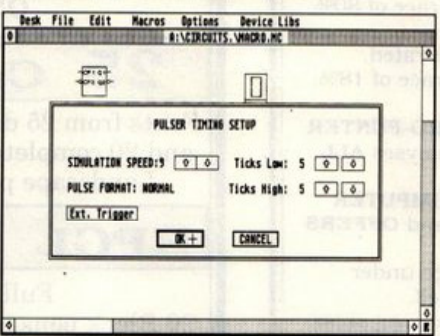 Desk File Edit Macros Options Device Libs
A:\CIRCUITS.\MACRO.MC
PULSER TIMING SETUP
SIMULATION SPEED:9
Ticks Low: 5
PULSE FORMAT: NORMAL
Ticks High: 5
Ext. Trigger
OK
CANCEL